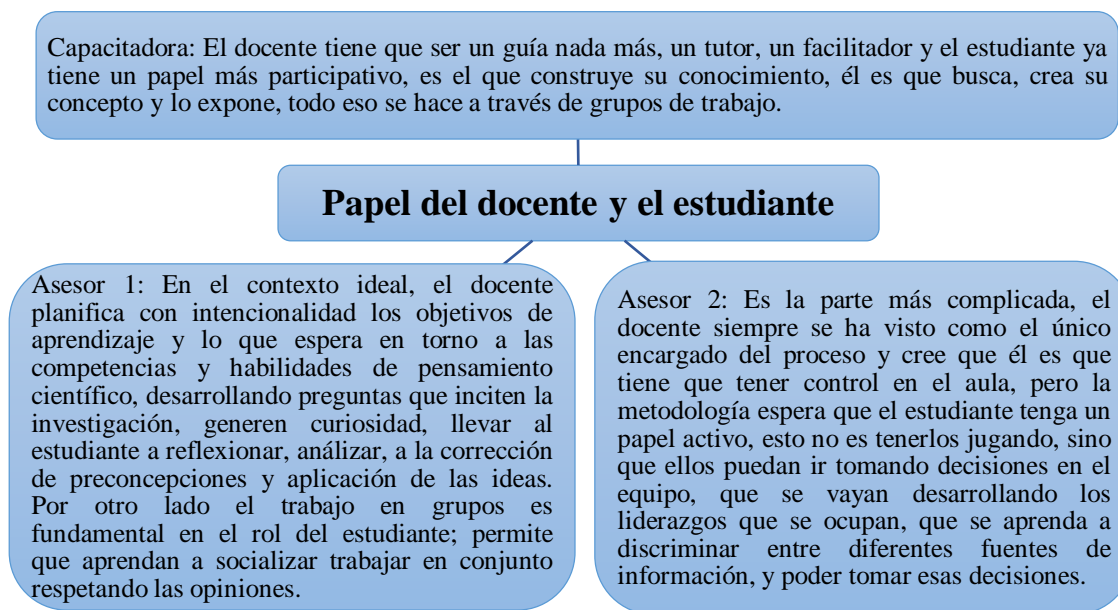 Capacitadora: El docente tiene que ser un guía nada más, un tutor, un facilitador y el estudiante ya
tiene un papel más participativo, es el que construye su conocimiento, él es que busca, crea su
concepto y lo expone, todo eso se hace a través de grupos de trabajo.
Papel del docente y el estudiante
Asesor 1: En el contexto ideal, el docente
planifica con intencionalidad los objetivos de
aprendizaje y lo que espera en torno a las
competencias y habilidades de pensamiento
científico, desarrollando preguntas que inciten la
investigación, generen curiosidad, llevar al
estudiante a reflexionar, análizar, a la corrección
de preconcepciones y aplicación de las ideas.
Por otro lado el trabajo en grupos es
fundamental en el rol del estudiante; permite
que aprendan a socializar trabajar en conjunto
respetando las opiniones.
Asesor 2: Es la parte más complicada, el
docente siempre se ha visto como el único
encargado del proceso y cree que él es que
tiene que tener control en el aula, pero la
metodología espera que el estudiante tenga un
papel activo, esto no es tenerlos jugando, sino
que ellos puedan ir tomando decisiones en el
equipo, que se vayan desarrollando los
liderazgos que se ocupan, que se aprenda a
discriminar entre diferentes fuentes de
información, y poder tomar esas decisiones.